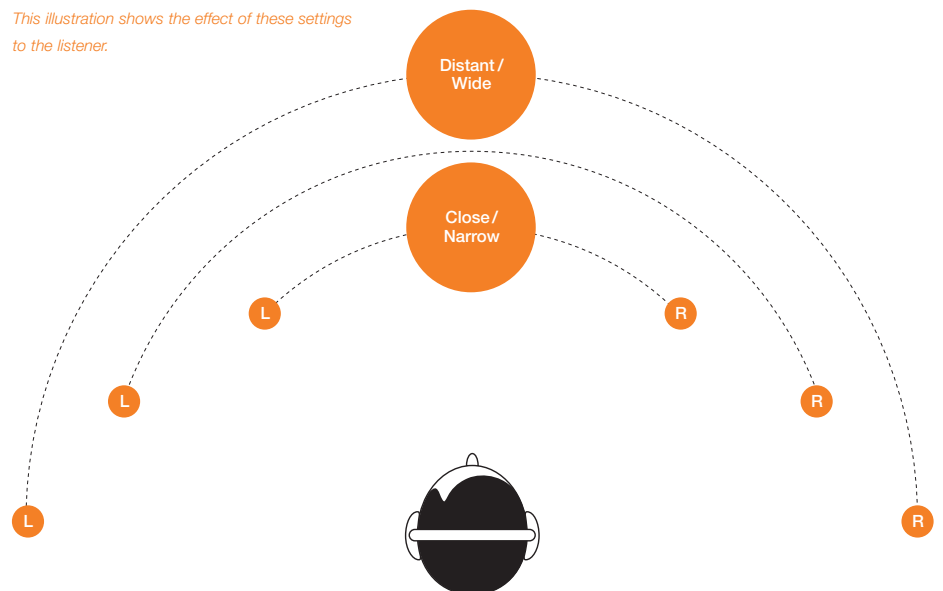 This illustration shows the effect of these settings
to the listener.
Distant /
Wide
Close /
Narrow
L
R
L
R
L
R